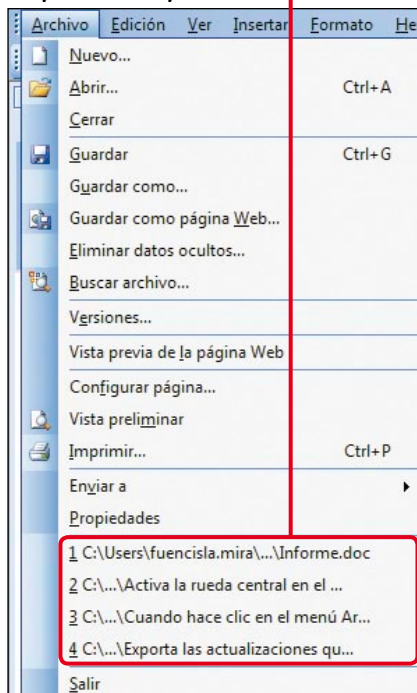 Archivo Edición Ver Insertar Formato
Nuevo...
Abrir... Ctrl+A
Cerrar
Guardar Ctrl+G
Guardar como...
Guardar como página Web...
Eliminar datos ocultos...
Buscar archivo...
Versiones...
Vista previa de la página Web
Configurar página...
Vista preliminar
Imprimir... Ctrl+P
Enviar a
Propiedades
1 C:\Users\fuencisla.mira\...\Informe.doc
2 C:\...\Activa la rueda central en el ...
3 C:\...\Cuando hace clic en el menú Ar...
4 C:\...\Exporta las actualizaciones qu...
Salir